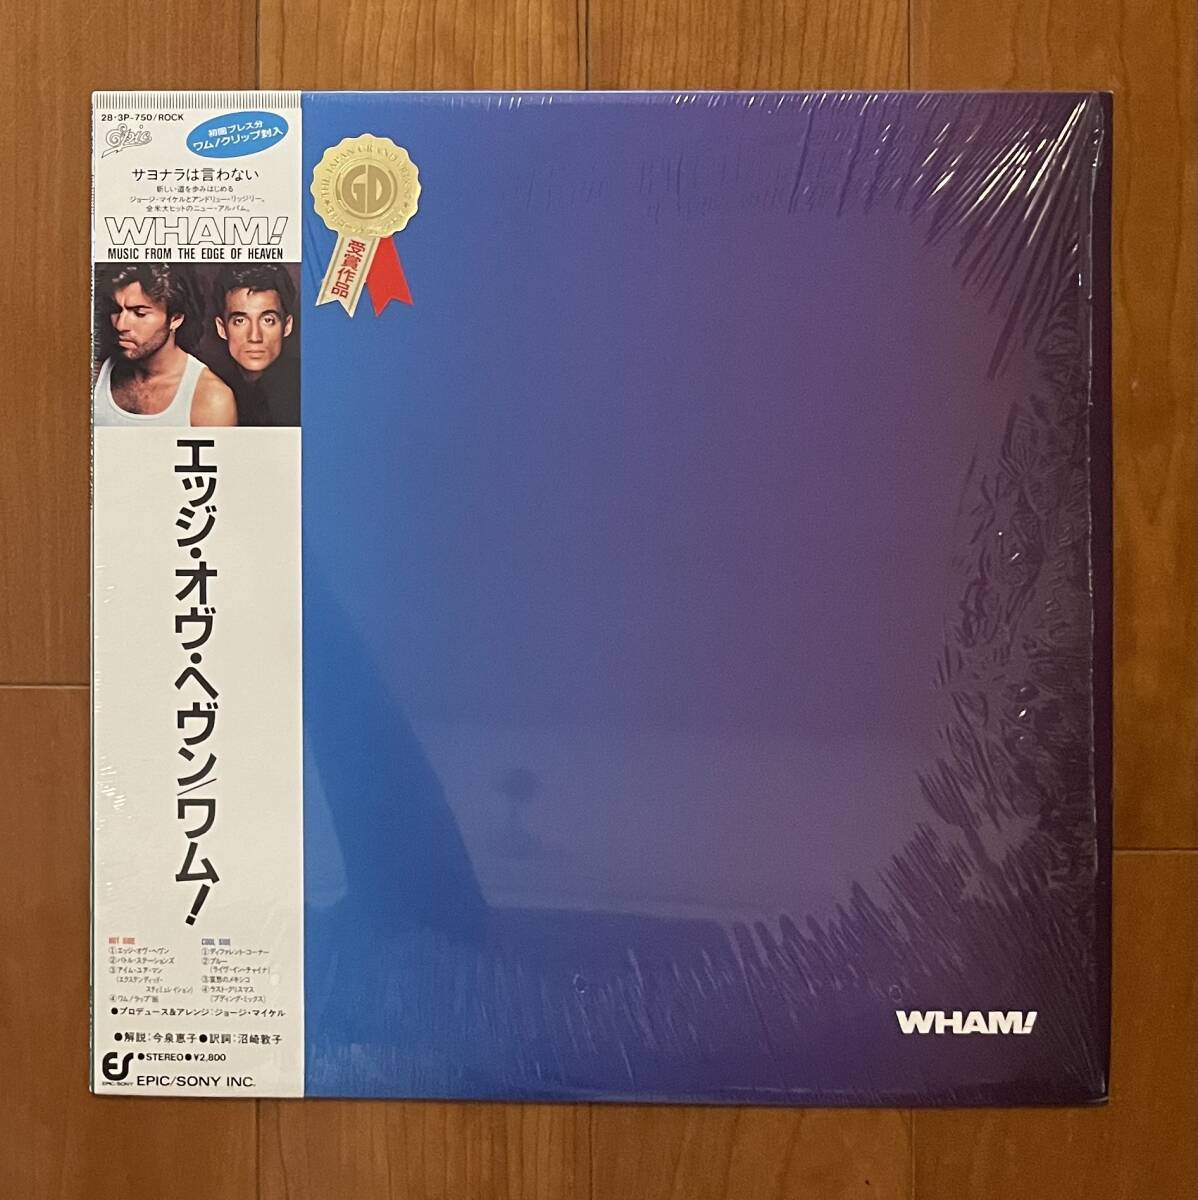 28・3P-750/ROCK
Epic
初回プレス分
ワム!クリップ封入
サヨナラは言わない
新しい道を歩みはじめる
ジョージ・マイケルとアンドリュー・リッジリー。
全米大ヒットのニュー・アルバム。
WHAM!
MUSIC FROM THE EDGE OF HEAVEN
エッジ・オヴ・ヘヴン/ワム!
HOT SIDE
①エッジ・オヴ・ヘヴン
②バトル・ステーションズ
③アイム・ユア・マン
(エクステンディッド・
スティミュレイション)
④ワム!ラップ'86
COOL SIDE
①ディファレント・コーナー
②ブルー
(ライヴ・イン・チャイナ)
③哀愁のメキシコ
④ラスト・クリスマス
(プディング・ミックス)
●プロデュース&アレンジ:ジョージ・マイケル
●解説:今泉恵子●訳詞:沼崎敦子
ES
EPIC/SONY
●STEREO●¥2,800
EPIC/SONY INC.
THE JAPAN GRAND
GD
受賞作品
WHAM!